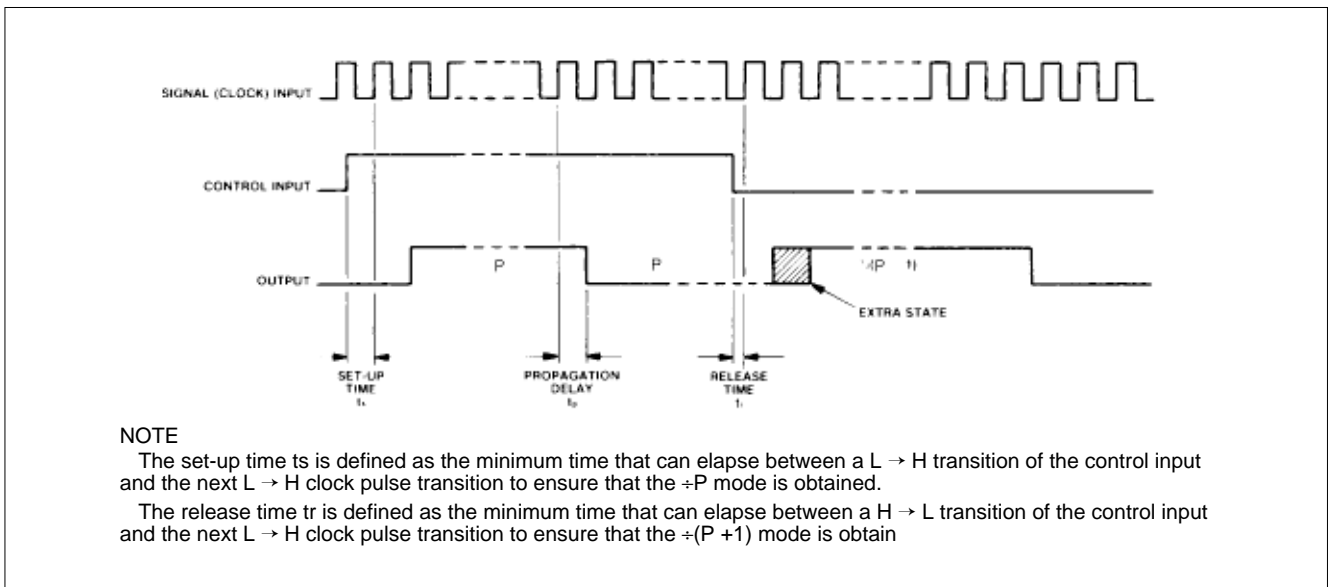 SIGNAL (CLOCK) INPUT
CONTROL INPUT
OUTPUT
P
P
EXTRA STATE
SET-UP
TIME
PROPAGATION
DELAY
RELEASE
TIME
NOTE
The set-up time ts is defined as the minimum time that can elapse between a L → H transition of the control input
and the next L → H clock pulse transition to ensure that the ÷P mode is obtained.
The release time tr is defined as the minimum time that can elapse between a H → L transition of the control input
and the next L → H clock pulse transition to ensure that the ÷(P +1) mode is obtain